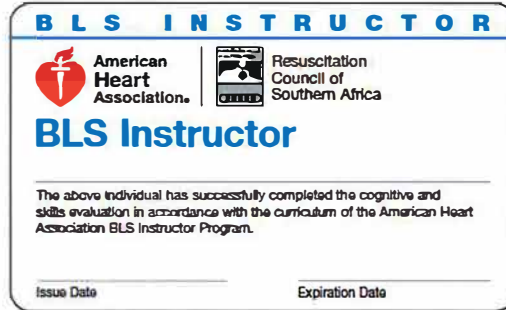 BLS INSTRUCTOR
American
Heart
Association.
Resuscitation
Council of
Southern Africa
BLS Instructor
The above individual has successfully completed the cognitive and
skills evaluation in accordance with the curriculum of the American Heart
Association BLS Instructor Program.
Issue Date
Expiration Date